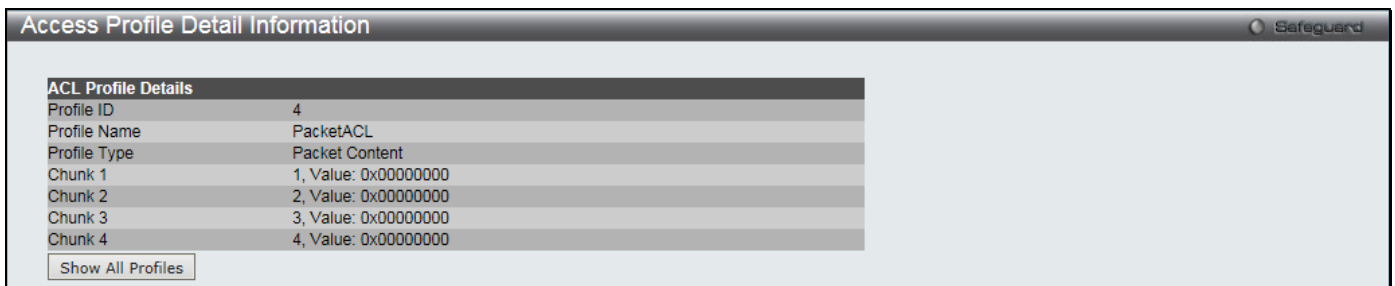 Access Profile Detail Information
Safeguard
ACL Profile Details
Profile ID 4
Profile Name PacketACL
Profile Type Packet Content
Chunk 1 1, Value: 0x00000000
Chunk 2 2, Value: 0x00000000
Chunk 3 3, Value: 0x00000000
Chunk 4 4, Value: 0x00000000
Show All Profiles